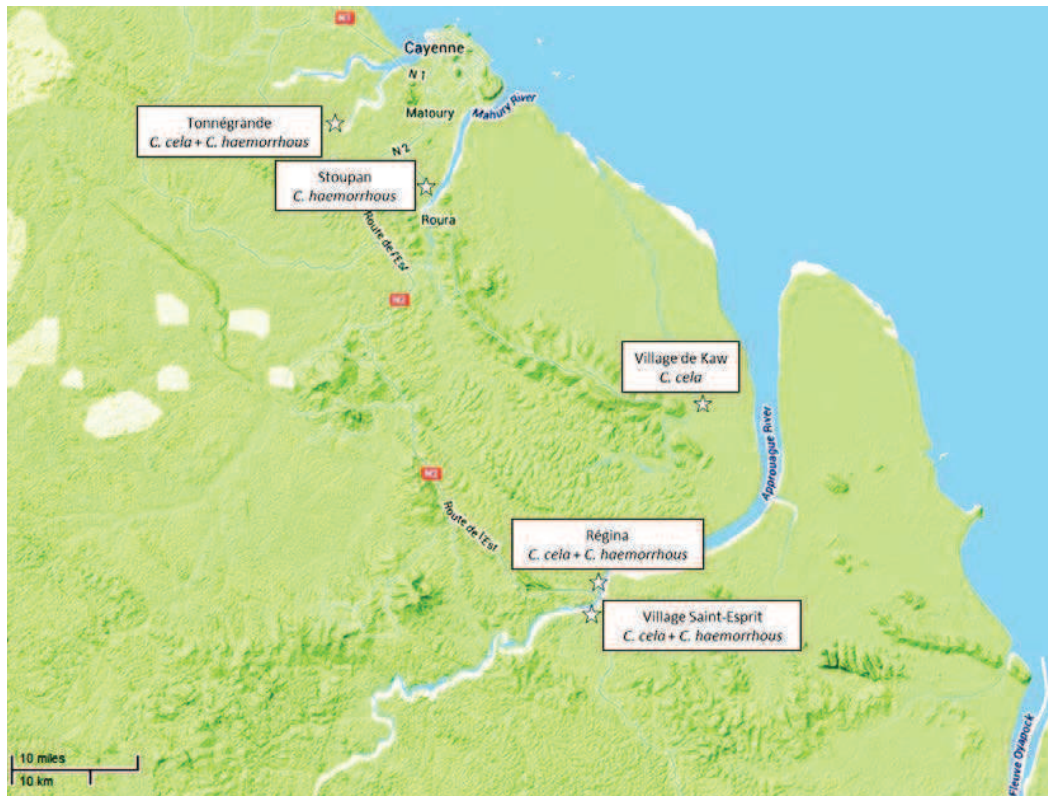 N1
Cayenne
N 1
Mahury River
Matoury
Tonnégrande
C. cela + C. haemorrhous
N 2
Stoupan
C. haemorrhous
Roura
Route de l'Est
N2
Village de Kaw
C. cela
Approuague River
N2
Route de l'Est
Régina
C. cela + C. haemorrhous
Village Saint-Esprit
C. cela + C. haemorrhous
Fleuve Oyapock
10 miles
10 km